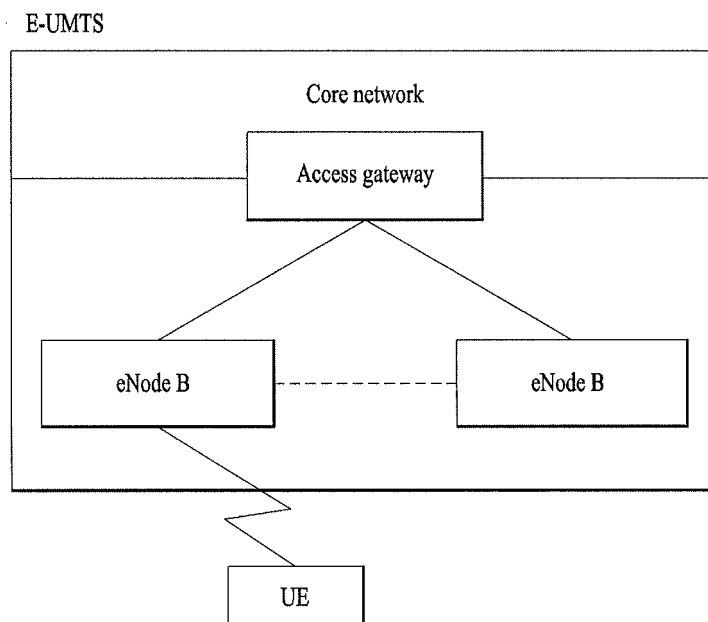 E-UMTS
Core network
Access gateway
eNode B
eNode B
UE